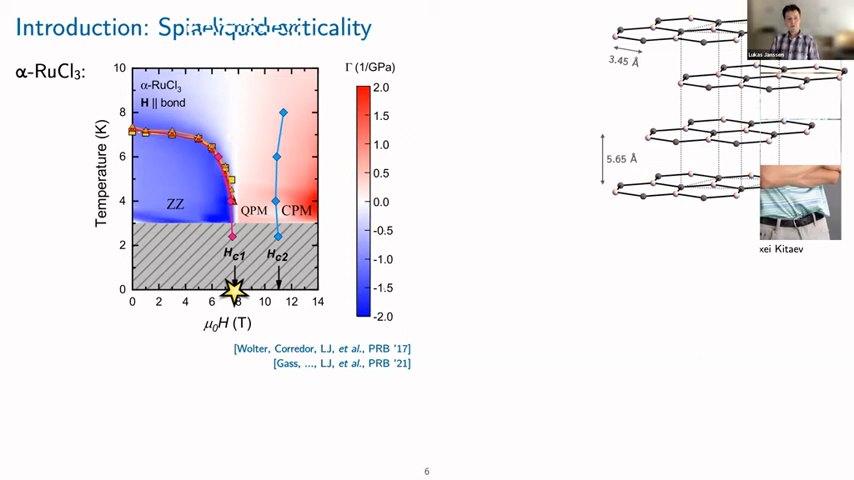 Introduction: Spin criticality
Lukas Janssen
3.45 Å
5.65 Å
xei Kitaev
α-RuCl₃:
α-RuCl₃
H || bond
Temperature (K)
10
8
6
4
2
0
ZZ
QPM
CPM
Hc1
Hc2
0 2 4 6 8 10 12 14
μ₀H (T)
Γ (1/GPa)
2.0
1.5
1.0
0.5
0.0
-0.5
-1.0
-1.5
-2.0
[Wolter, Corredor, LJ, et al., PRB '17]
[Gass, ..., LJ, et al., PRB '21]
6